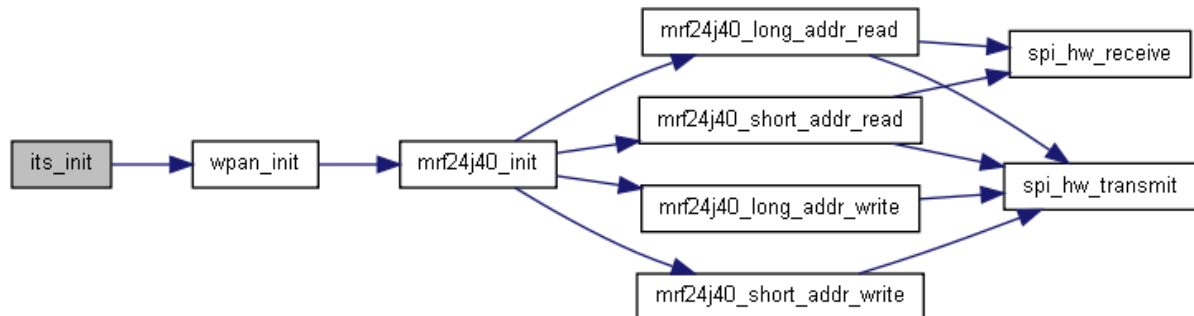 its_init
wpan_init
mrf24j40_init
mrf24j40_long_addr_read
mrf24j40_short_addr_read
mrf24j40_long_addr_write
mrf24j40_short_addr_write
spi_hw_receive
spi_hw_transmit